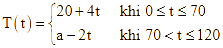 T(t) = { 20 + 4t khi 0 ≤ t ≤ 70
a − 2t khi 70 < t ≤ 120